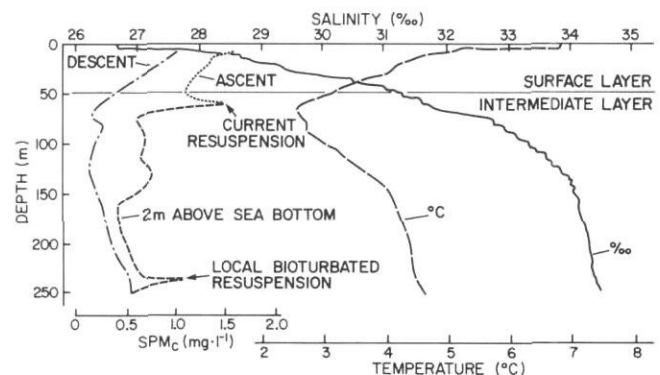 SALINITY (‰)
26 27 28 29 30 31 32 33 34 35
0
DESCENT
ASCENT
SURFACE LAYER
50
INTERMEDIATE LAYER
CURRENT
RESUSPENSION
100
DEPTH (m)
150
°C
2m ABOVE SEA BOTTOM
200
‰
LOCAL BIOTURBATED
RESUSPENSION
250
0 0.5 1.0 1.5 2.0
SPMC (mg·l⁻¹)
2 3 4 5 6 7 8
TEMPERATURE (°C)